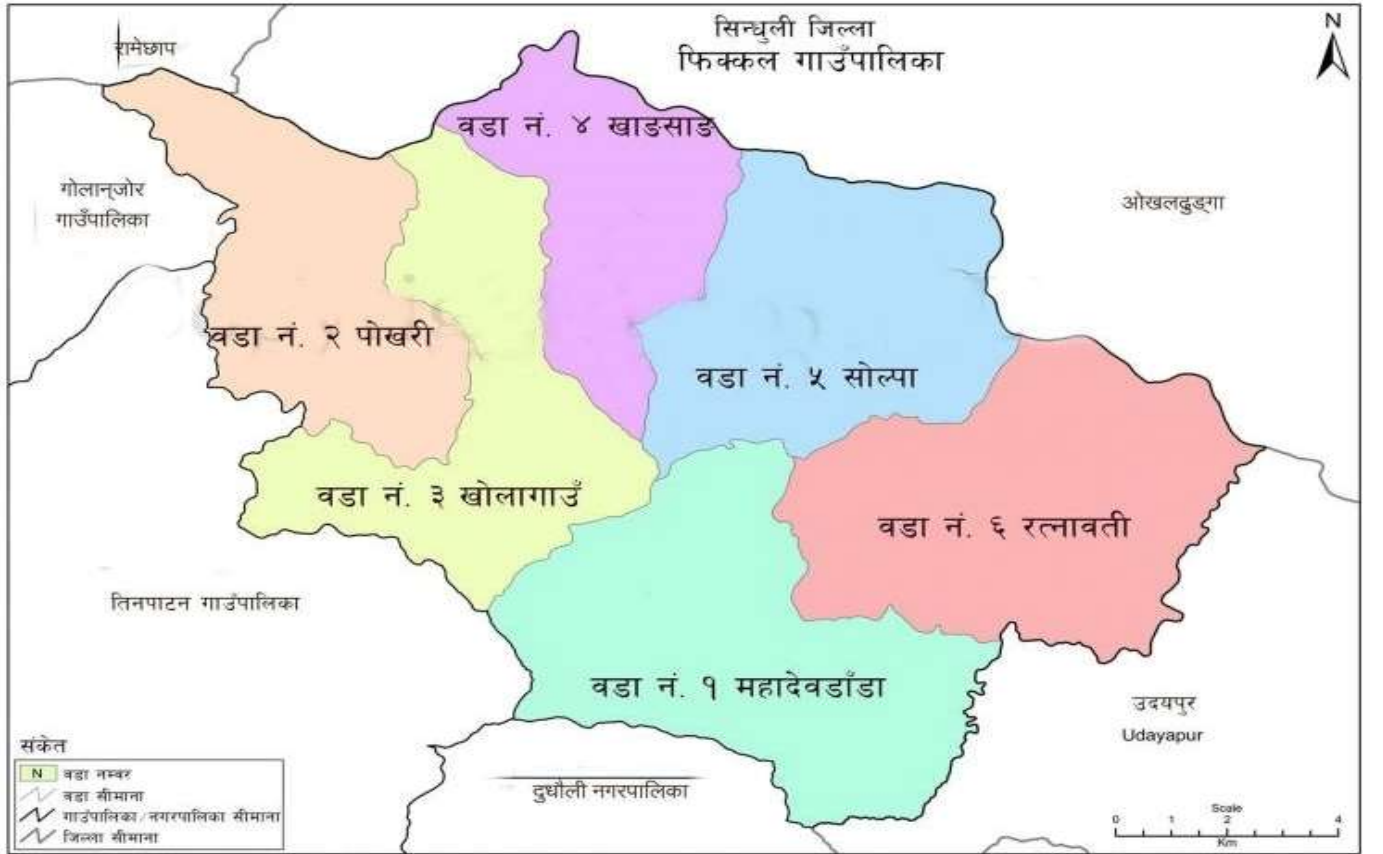 सिन्धुली जिल्ला
फिक्कल गाउँपालिका
N
रामेछाप
वडा नं. ४ खाङसाङ
गोलान्जोर
गाउँपालिका
ओखलढुङ्गा
वडा नं. २ पोखरी
वडा नं. ५ सोल्पा
वडा नं. ३ खोलागाउँ
वडा नं. ६ रत्नावती
तिनपाटन गाउँपालिका
वडा नं. १ महादेवडाँडा
उदयपुर
Udayapur
दुधौली नगरपालिका
संकेत
N वडा नम्बर
वडा सीमाना
गाउँपालिका/नगरपालिका सीमाना
जिल्ला सीमाना
Scale
0 1 2 4
Km